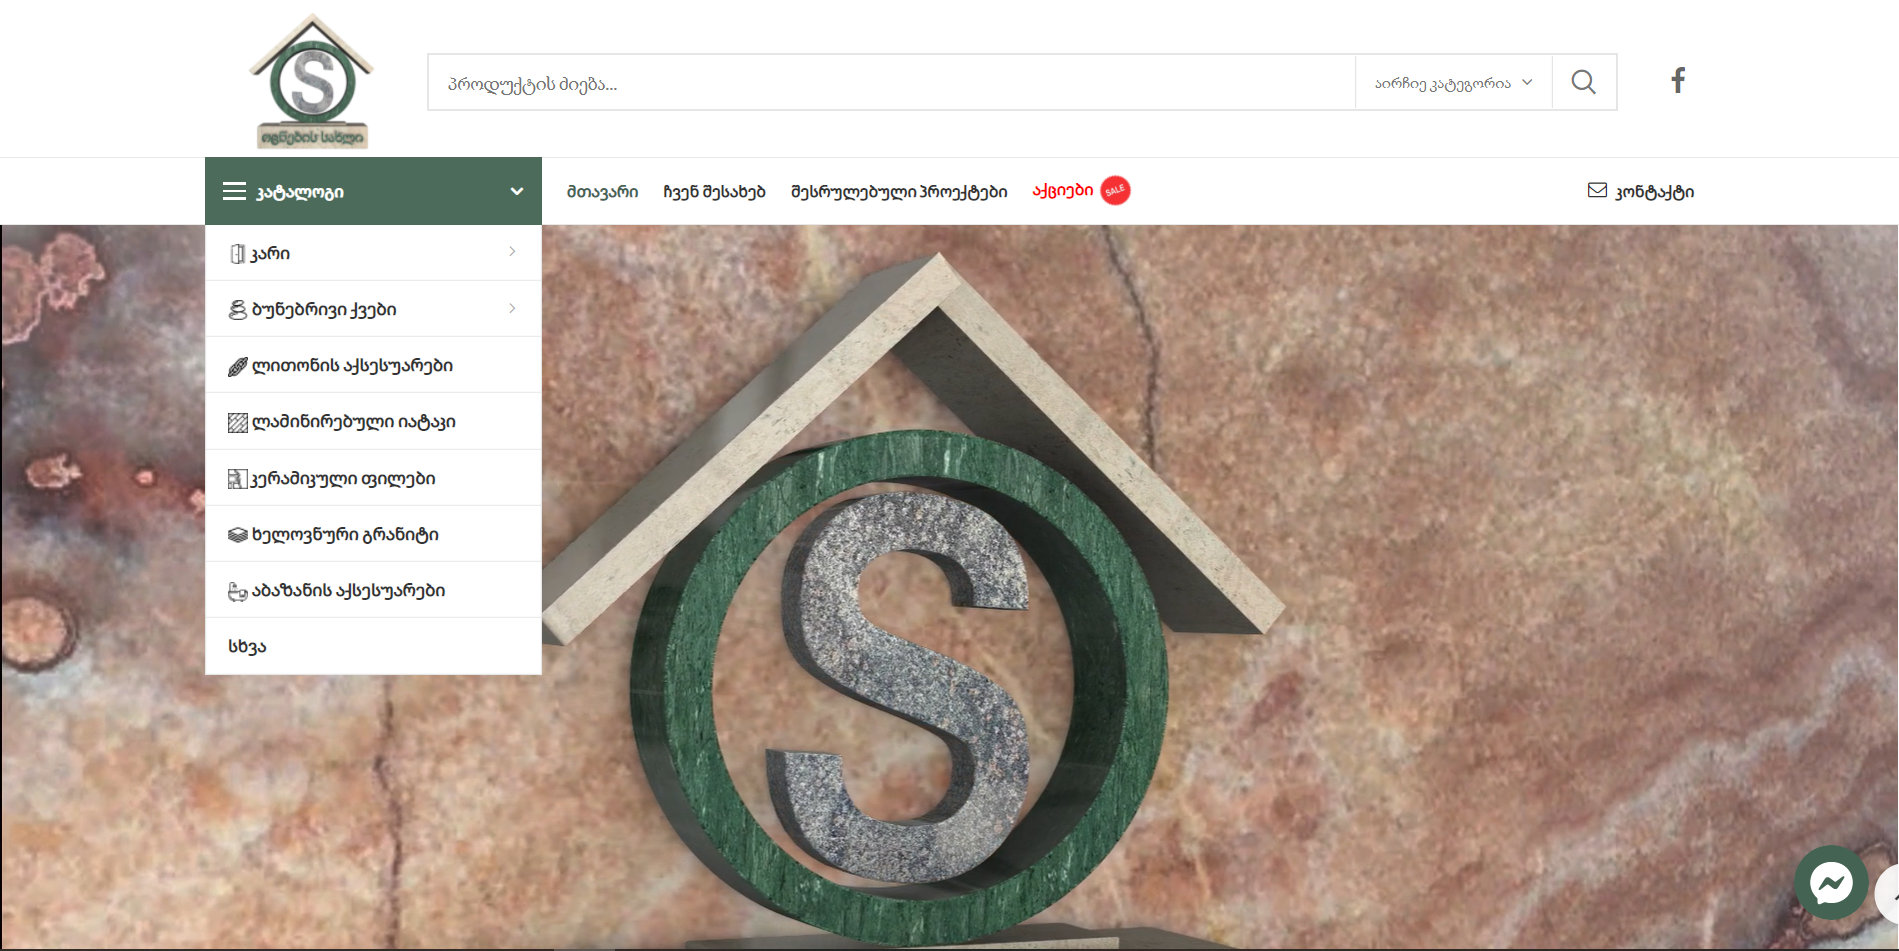 ოცნების სახლი
პროდუქტის ძიება...
აირჩიე კატეგორია
კატალოგი
მთავარი
ჩვენ შესახებ
შესრულებული პროექტები
აქციები
SALE
კონტაქტი
კარი
ბუნებრივი ქვები
ლითონის აქსესუარები
ლამინირებული იატაკი
კერამიკული ფილები
ხელოვნური გრანიტი
აბაზანის აქსესუარები
სხვა
S